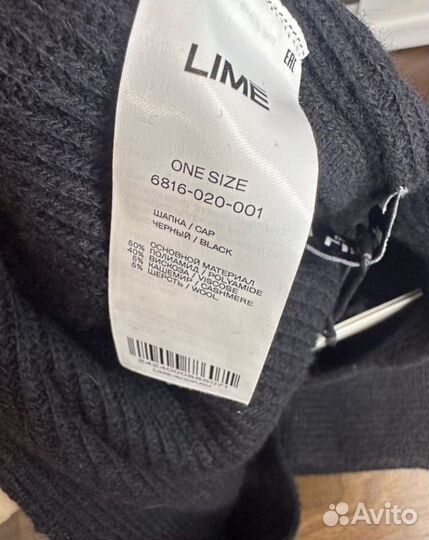 EAC
LIME
ONE SIZE
6816-020-001
ШАПКА / CAP
ЧЕРНЫЙ / BLACK
ОСНОВНОЙ МАТЕРИАЛ
50% ПОЛИАМИД / POLYAMIDE
40% ВИСКОЗА / VISCOSE
5% КАШЕМИР / CASHMERE
5% ШЕРСТЬ / WOOL
Avito